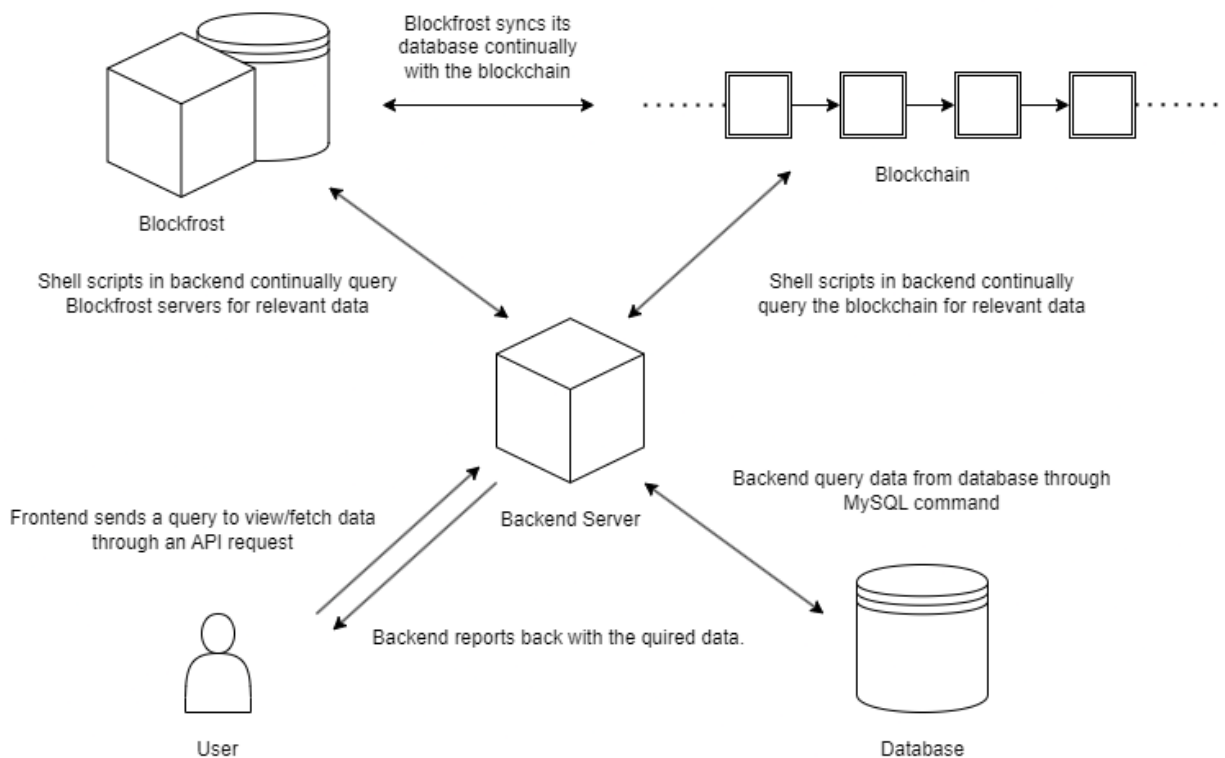 Blockfrost syncs its
database continually
with the blockchain
Blockfrost
Blockchain
Shell scripts in backend continually query
Blockfrost servers for relevant data
Shell scripts in backend continually
query the blockchain for relevant data
Backend Server
Backend query data from database through
MySQL command
Frontend sends a query to view/fetch data
through an API request
Backend reports back with the quired data.
User
Database